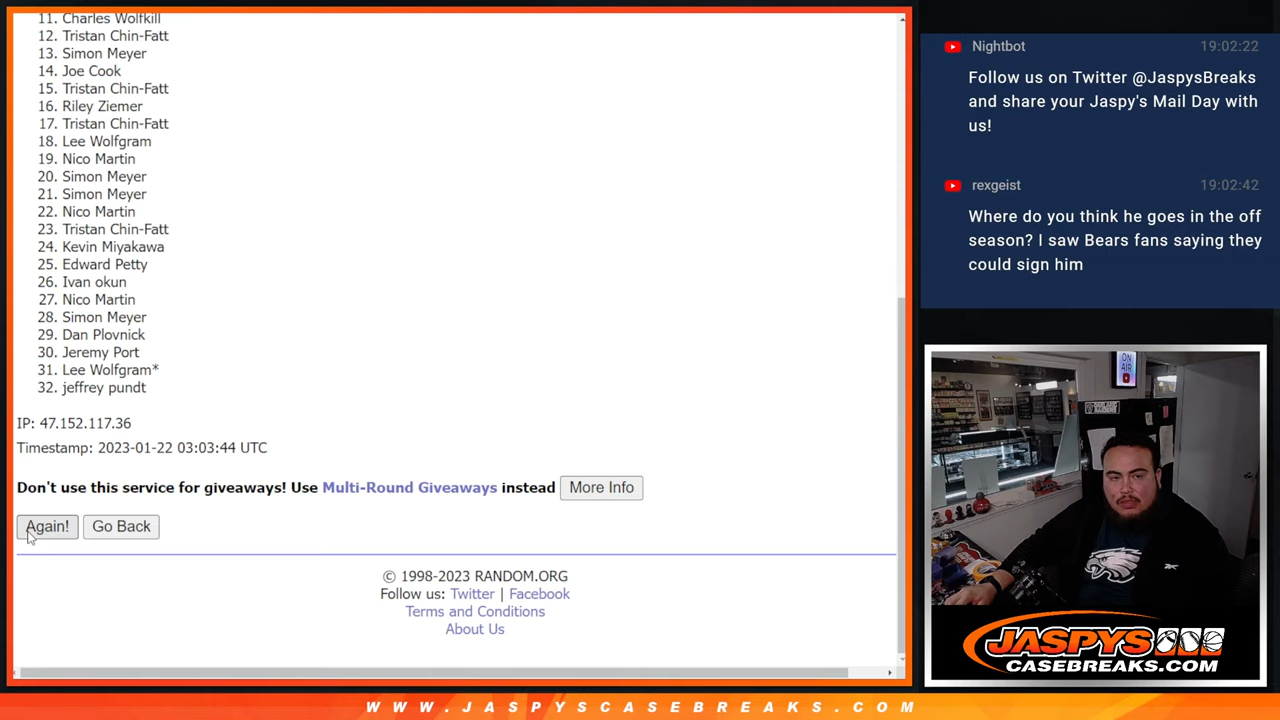 11. Charles Wolfkill
12. Tristan Chin-Fatt
13. Simon Meyer
14. Joe Cook
15. Tristan Chin-Fatt
16. Riley Ziemer
17. Tristan Chin-Fatt
18. Lee Wolfgram
19. Nico Martin
20. Simon Meyer
21. Simon Meyer
22. Nico Martin
23. Tristan Chin-Fatt
24. Kevin Miyakawa
25. Edward Petty
26. Ivan okun
27. Nico Martin
28. Simon Meyer
29. Dan Plovnick
30. Jeremy Port
31. Lee Wolfgram*
32. jeffrey pundt
IP: 47.152.117.36
Timestamp: 2023-01-22 03:03:44 UTC
Don't use this service for giveaways! Use Multi-Round Giveaways instead More Info
Again! Go Back
© 1998-2023 RANDOM.ORG
Follow us: Twitter | Facebook
Terms and Conditions
About Us
Nightbot 19:02:22
Follow us on Twitter @JaspysBreaks
and share your Jaspy's Mail Day with
us!
rexgeist 19:02:42
Where do you think he goes in the off
season? I saw Bears fans saying they
could sign him
ON
AIR
JASPYS
CASEBREAKS.COM
WWW.JASPYSCASEBREAKS.COM